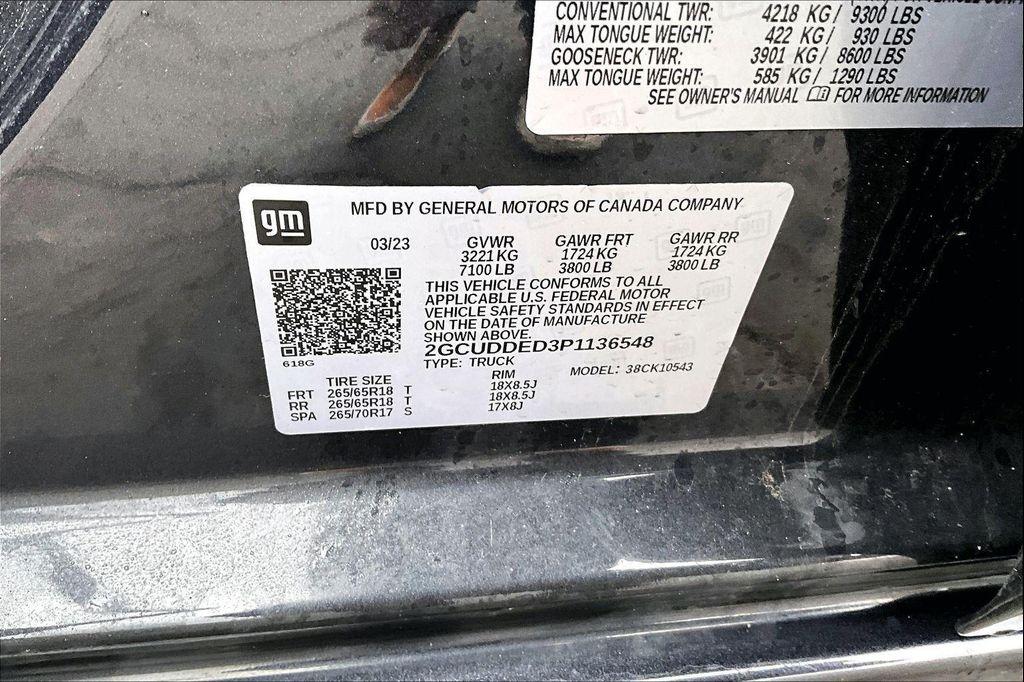 CONVENTIONAL TWR: 4218 KG/ 9300 LBS
MAX TONGUE WEIGHT: 422 KG/ 930 LBS
GOOSENECK TWR: 3901 KG/ 8600 LBS
MAX TONGUE WEIGHT: 585 KG/ 1290 LBS
SEE OWNER'S MANUAL FOR MORE INFORMATION
gm
MFD BY GENERAL MOTORS OF CANADA COMPANY
03/23 GVWR GAWR FRT GAWR RR
3221 KG 1724 KG 1724 KG
7100 LB 3800 LB 3800 LB
THIS VEHICLE CONFORMS TO ALL
APPLICABLE U.S. FEDERAL MOTOR
VEHICLE SAFETY STANDARDS IN EFFECT
ON THE DATE OF MANUFACTURE
SHOWN ABOVE.
2GCUDDED3P1136548
618G
TYPE: TRUCK MODEL: 38CK10543
TIRE SIZE RIM
FRT 265/65R18 T 18X8.5J
RR 265/65R18 T 18X8.5J
SPA 265/70R17 S 17X8J